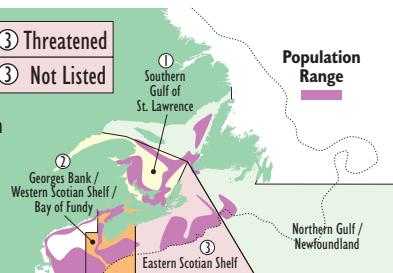 ③ Threatened
③ Not Listed
①
Southern
Gulf of
St. Lawrence
Population
Range
②
Georges Bank /
Western Scotian Shelf /
Bay of Fundy
③
Eastern Scotian Shelf
Northern Gulf /
Newfoundland